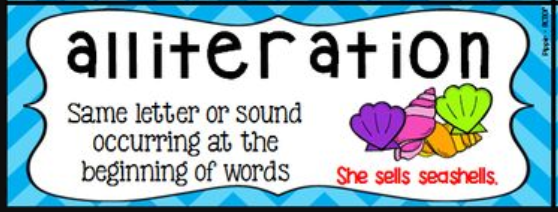 alliteration
Same letter or sound
occurring at the
beginning of words
She sells seashells.